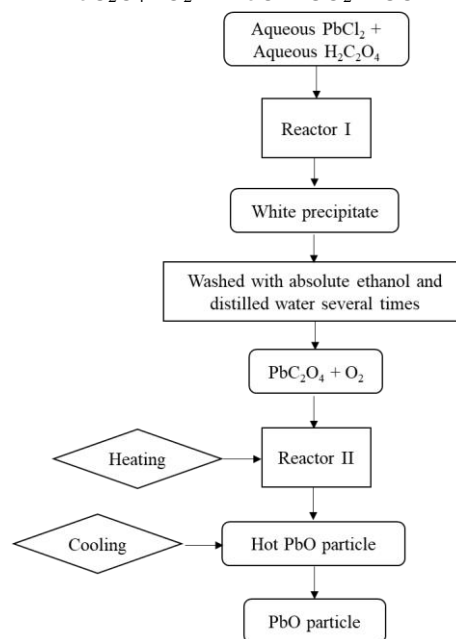 Aqueous PbCl₂ +
Aqueous H₂C₂O₄
Reactor I
White precipitate
Washed with absolute ethanol and
distilled water several times
PbC₂O₄ + O₂
Heating
Reactor II
Cooling
Hot PbO particle
PbO particle